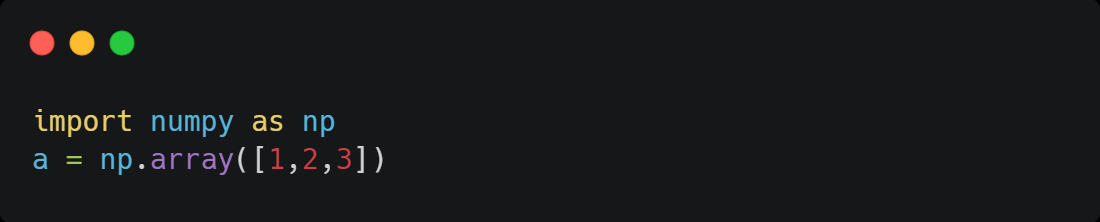 import numpy as np
a = np.array([1,2,3])